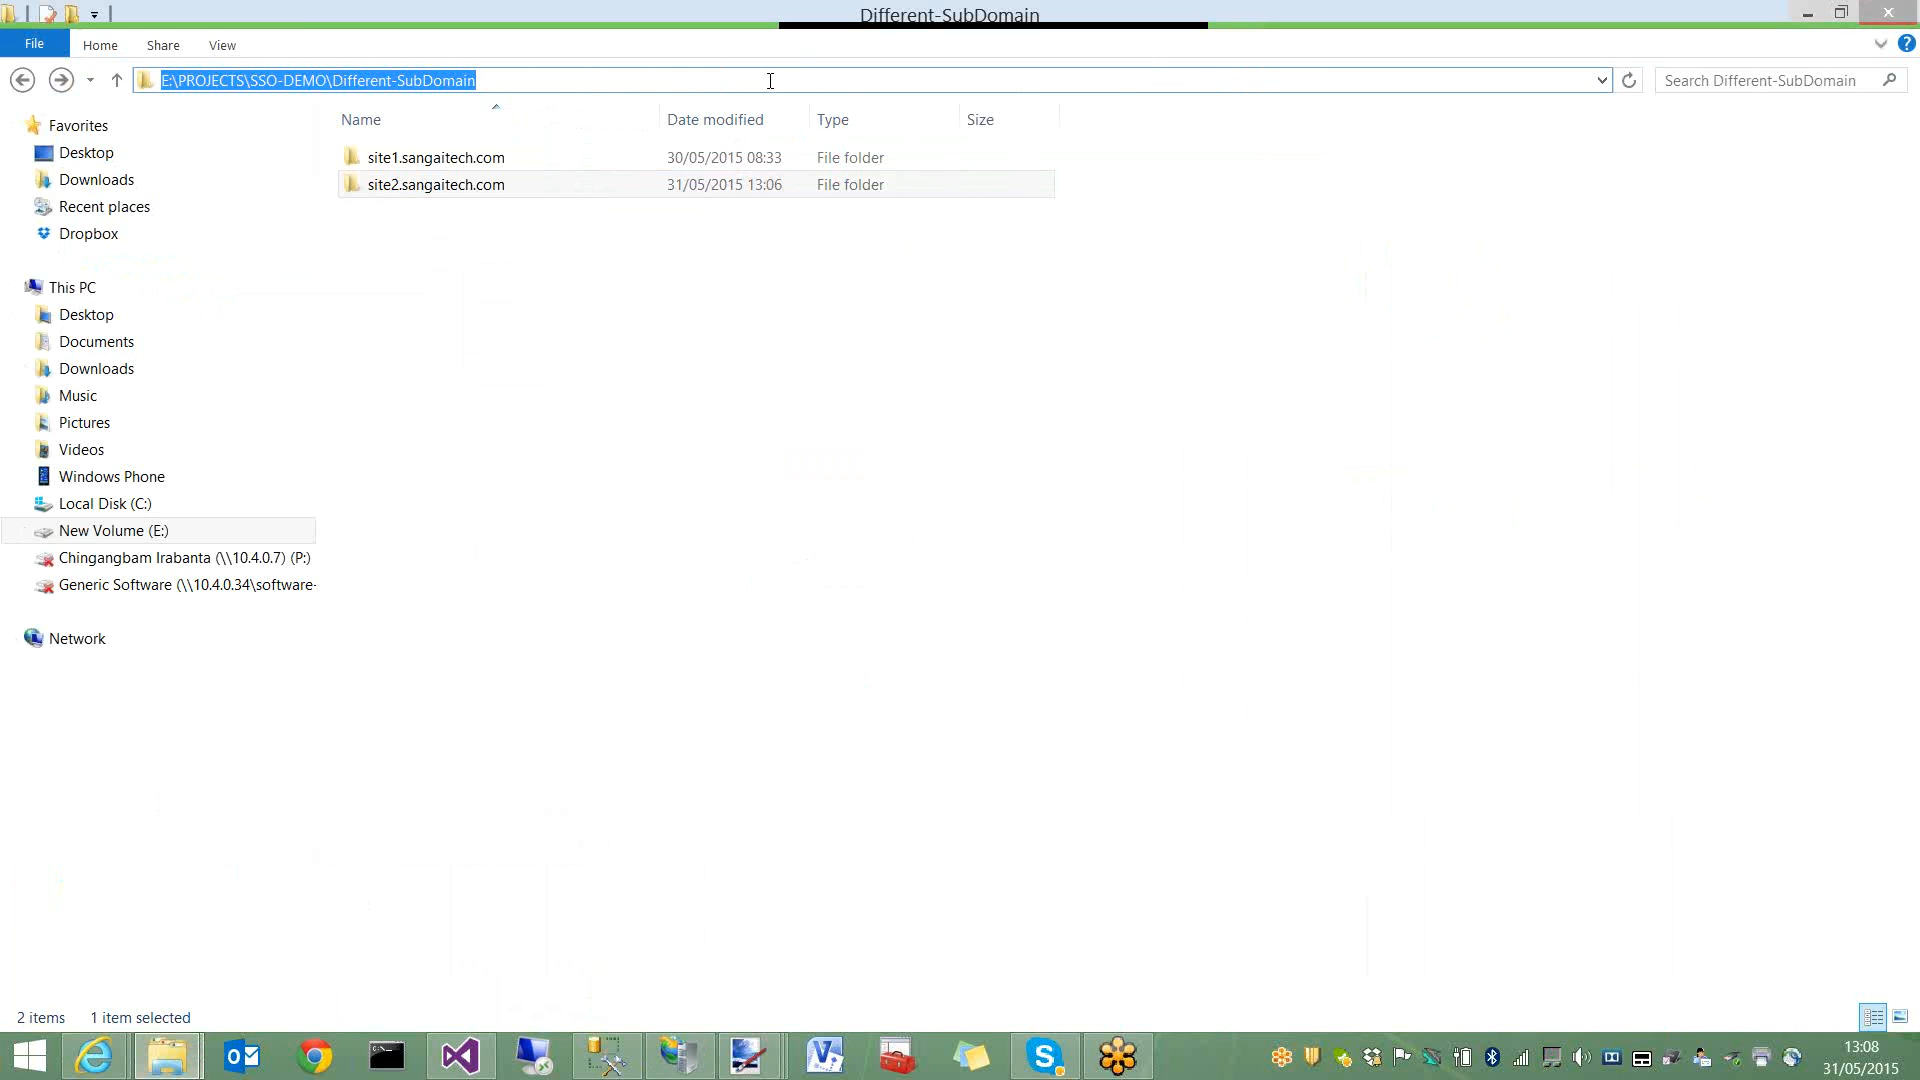 Different-SubDomain
File Home Share View
E:\PROJECTS\SSO-DEMO\Different-SubDomain
Search Different-SubDomain
Name Date modified Type Size
site1.sangaitech.com 30/05/2015 08:33 File folder
site2.sangaitech.com 31/05/2015 13:06 File folder
Favorites
Desktop
Downloads
Recent places
Dropbox
This PC
Desktop
Documents
Downloads
Music
Pictures
Videos
Windows Phone
Local Disk (C:)
New Volume (E:)
Chingangbam Irabanta (\\10.4.0.7) (P:)
Generic Software (\\10.4.0.34\software-
Network
2 items 1 item selected
13:08
31/05/2015